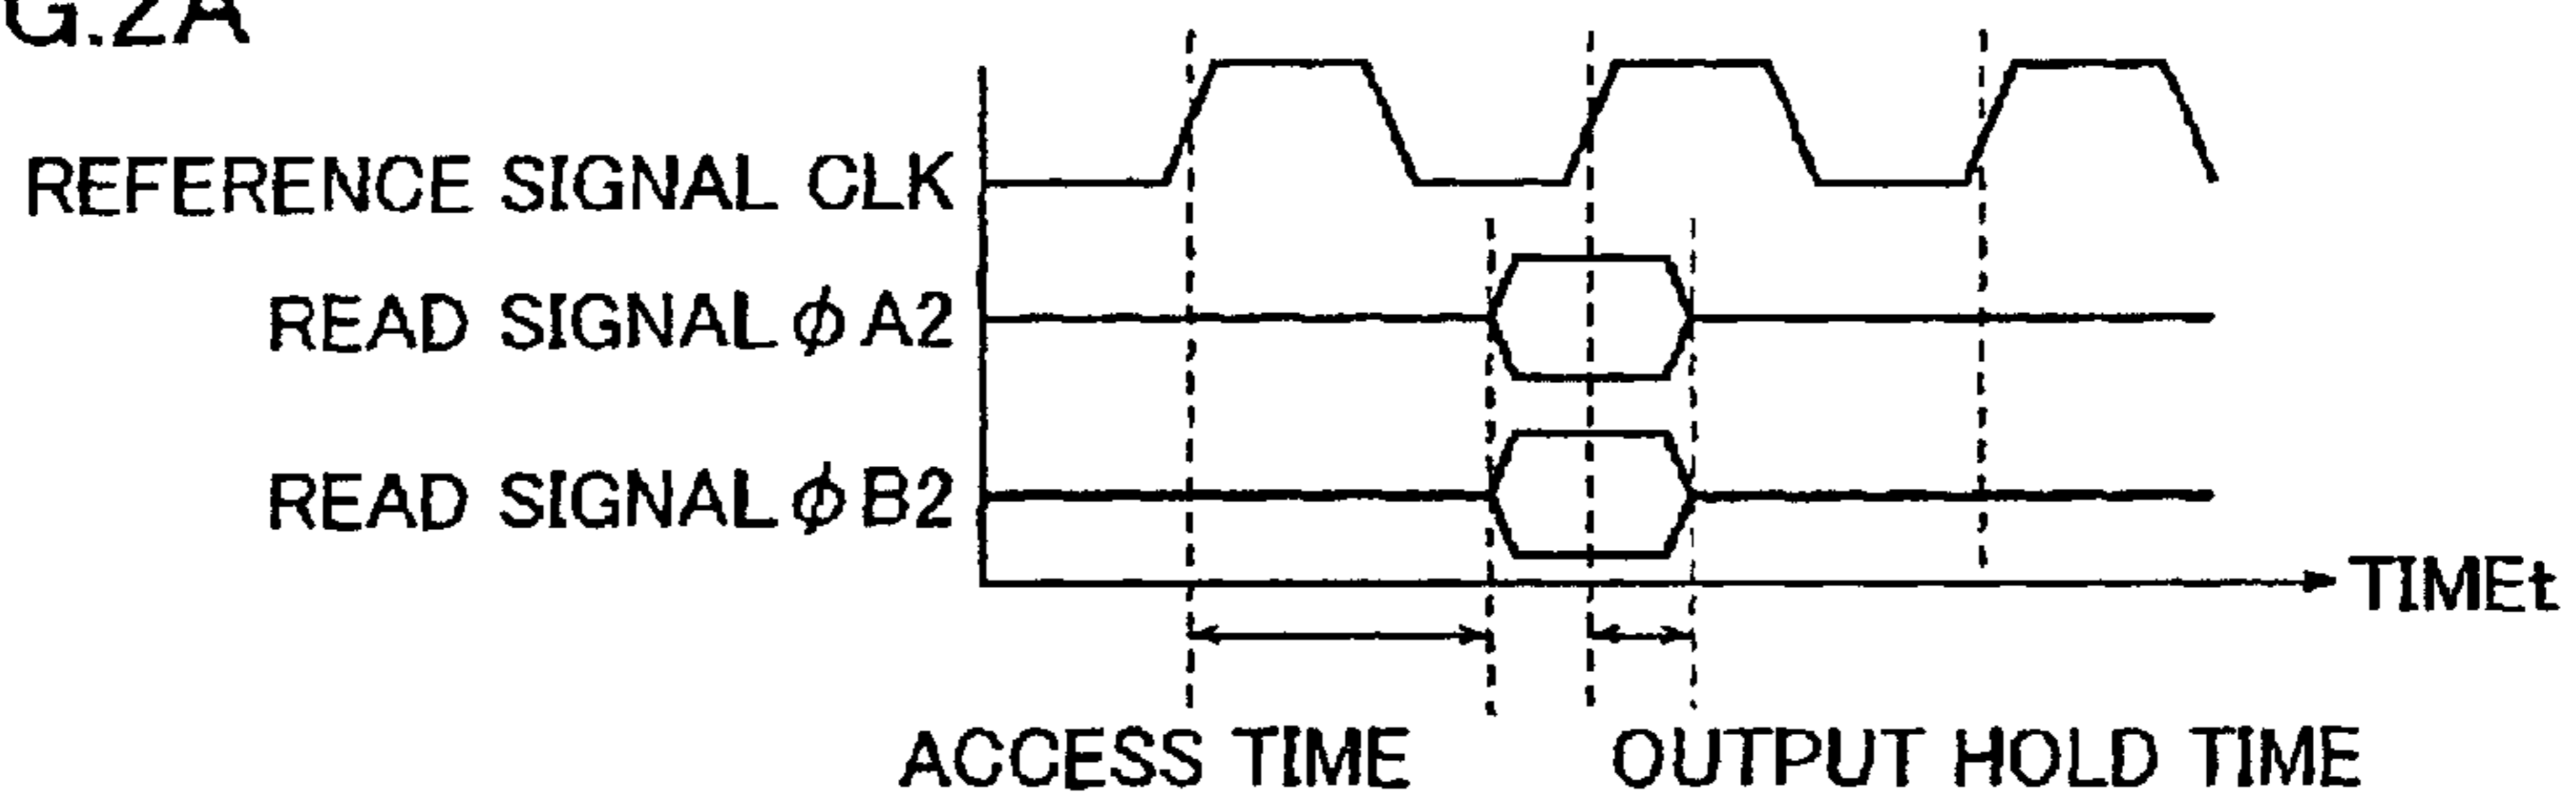 G.2A
REFERENCE SIGNAL CLK
READ SIGNAL ϕA2
READ SIGNAL ϕB2
TIMEt
ACCESS TIME
OUTPUT HOLD TIME